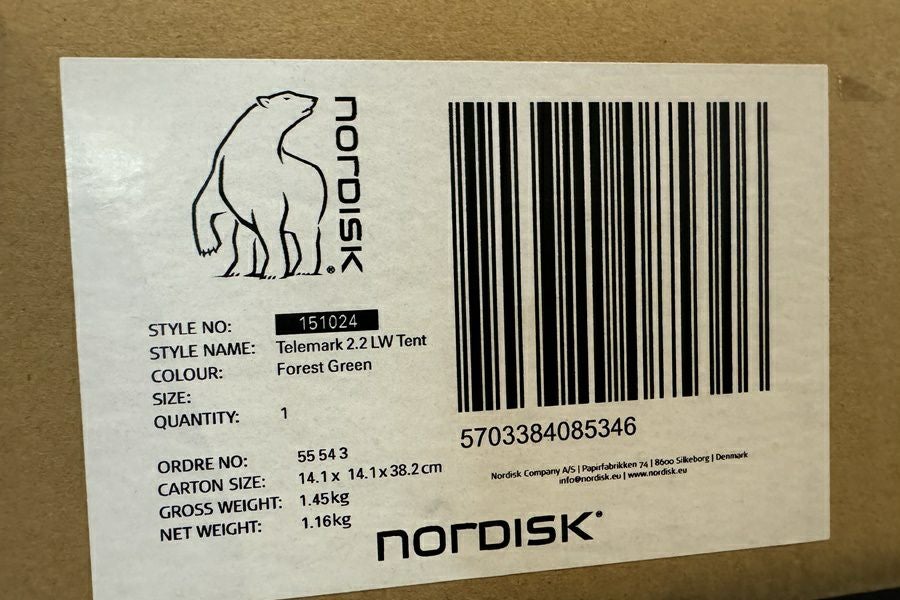 nordisk®
STYLE NO: 151024
STYLE NAME: Telemark 2.2 LW Tent
COLOUR: Forest Green
SIZE:
QUANTITY: 1
ORDRE NO: 55 54 3
CARTON SIZE: 14.1 x 14.1 x 38.2 cm
GROSS WEIGHT: 1.45kg
NET WEIGHT: 1.16kg
5703384085346
Nordisk Company A/S | Papirfabrikken 74 | 8600 Silkeborg | Denmark
info@nordisk.eu | www.nordisk.eu
nordisk®